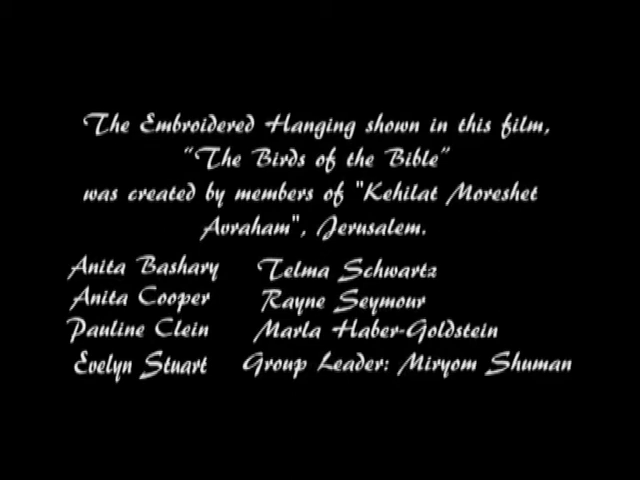 The Embroidered Hanging shown in this film,
“The Birds of the Bible”
was created by members of "Kehilat Moreshet
Avraham", Jerusalem.
Anita Bashary Telma Schwartz
Anita Cooper Rayne Seymour
Pauline Clein Marla Haber-Goldstein
Evelyn Stuart Group Leader: Miryom Shuman